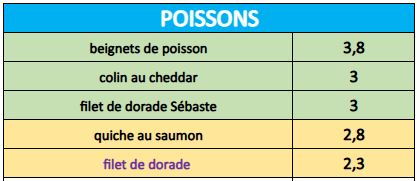 POISSONS
beignets de poisson 3,8
colin au cheddar 3
filet de dorade Sébaste 3
quiche au saumon 2,8
filet de dorade 2,3